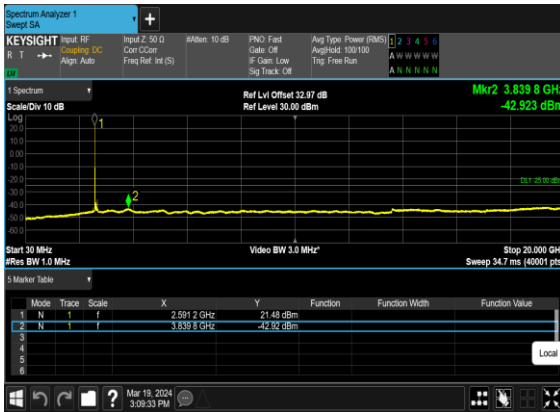 Spectrum Analyzer 1
Swept SA
+
KEYSIGHT Input: RF Input Z: 50 Ω #Atten: 10 dB PNO: Fast Avg Type: Power (RMS) 1 2 3 4 5 6
R T Coupling: DC Corr CCorr Gate: Off Avg|Hold: 100/100 A W W W W W
Align: Auto Freq Ref: Int (S) IF Gain: Low Trig: Free Run
LXI Sig Track: Off A N N N N N
1 Spectrum Ref Lvl Offset 32.97 dB Mkr2 3.839 8 GHz
Scale/Div 10 dB Ref Level 30.00 dBm -42.923 dBm
Log
1
20.0
10.0
0.00
-10.0
-20.0
DL1 -25.00 dBm
-30.0
2
-40.0
-50.0
-60.0
Start 30 MHz Video BW 3.0 MHz* Stop 20.000 GHz
#Res BW 1.0 MHz Sweep 34.7 ms (40001 pts)
5 Marker Table
Mode Trace Scale X Y Function Function Width Function Value
1 N 1 f 2.591 2 GHz 21.48 dBm
2 N 1 f 3.839 8 GHz -42.92 dBm
3
4
5
6
Local
? Mar 19, 2024
3:09:33 PM